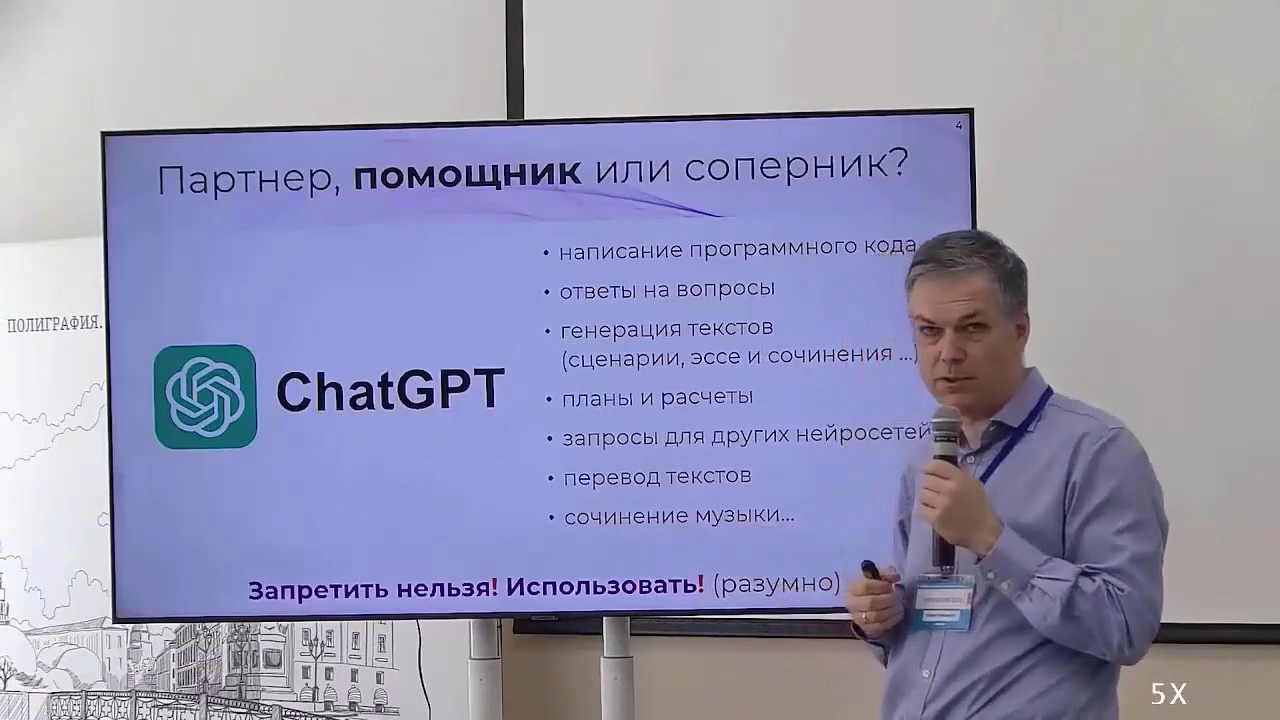 4
Партнер, помощник или соперник?
• написание программного кода
• ответы на вопросы
• генерация текстов
(сценарии, эссе и сочинения ...)
• планы и расчеты
• запросы для других нейросетей
• перевод текстов
• сочинение музыки...
ПОЛИГРАФИЯ.
ChatGPT
Запретить нельзя! Использовать! (разумно)
5X